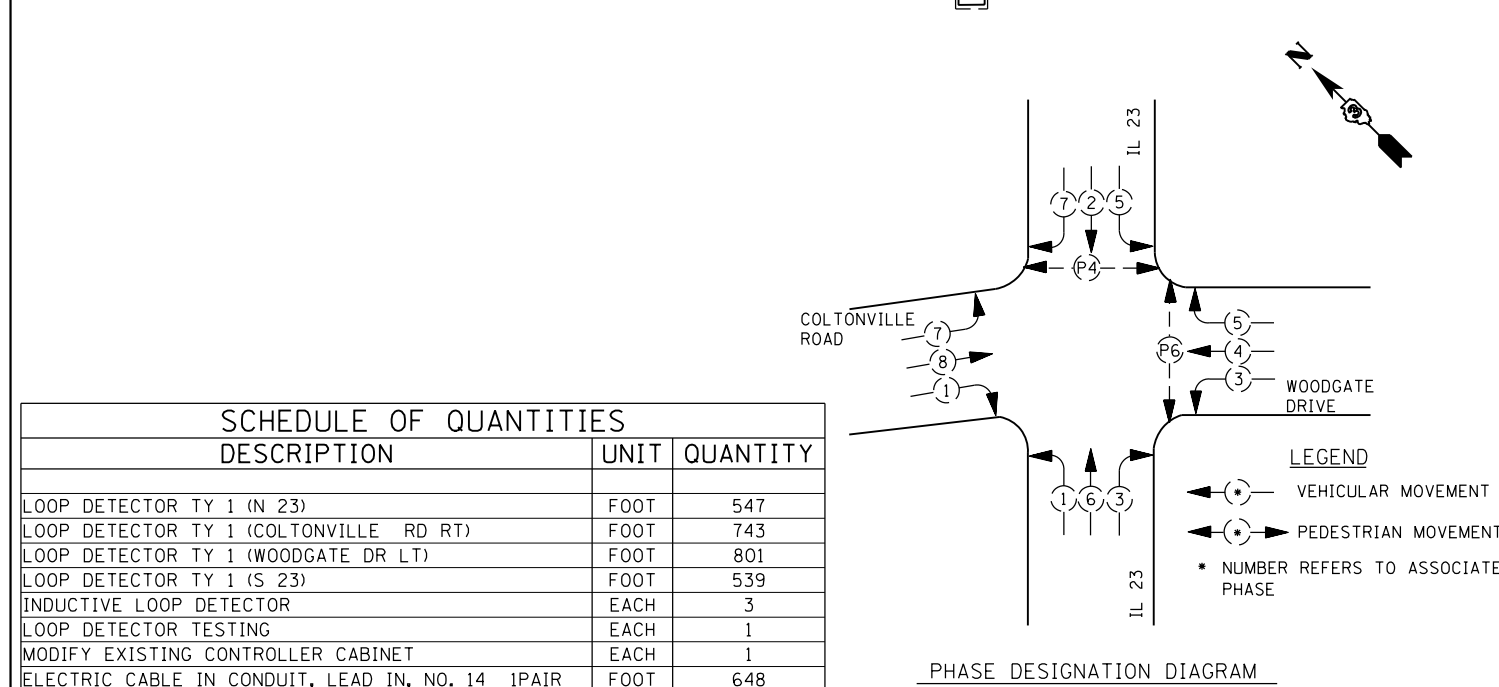 N
3
IL 23
7 2 5
P4
COLTONVILLE
ROAD
7
8
1
P6
5
4
3
WOODGATE
DRIVE
1 6 3
IL 23
LEGEND
* VEHICULAR MOVEMENT
* PEDESTRIAN MOVEMENT
* NUMBER REFERS TO ASSOCIATE
PHASE
PHASE DESIGNATION DIAGRAM
SCHEDULE OF QUANTITIES
DESCRIPTION UNIT QUANTITY
LOOP DETECTOR TY 1 (N 23) FOOT 547
LOOP DETECTOR TY 1 (COLTONVILLE RD RT) FOOT 743
LOOP DETECTOR TY 1 (WOODGATE DR LT) FOOT 801
LOOP DETECTOR TY 1 (S 23) FOOT 539
INDUCTIVE LOOP DETECTOR EACH 3
LOOP DETECTOR TESTING EACH 1
MODIFY EXISTING CONTROLLER CABINET EACH 1
ELECTRIC CABLE IN CONDUIT, LEAD IN, NO. 14 1PAIR FOOT 648